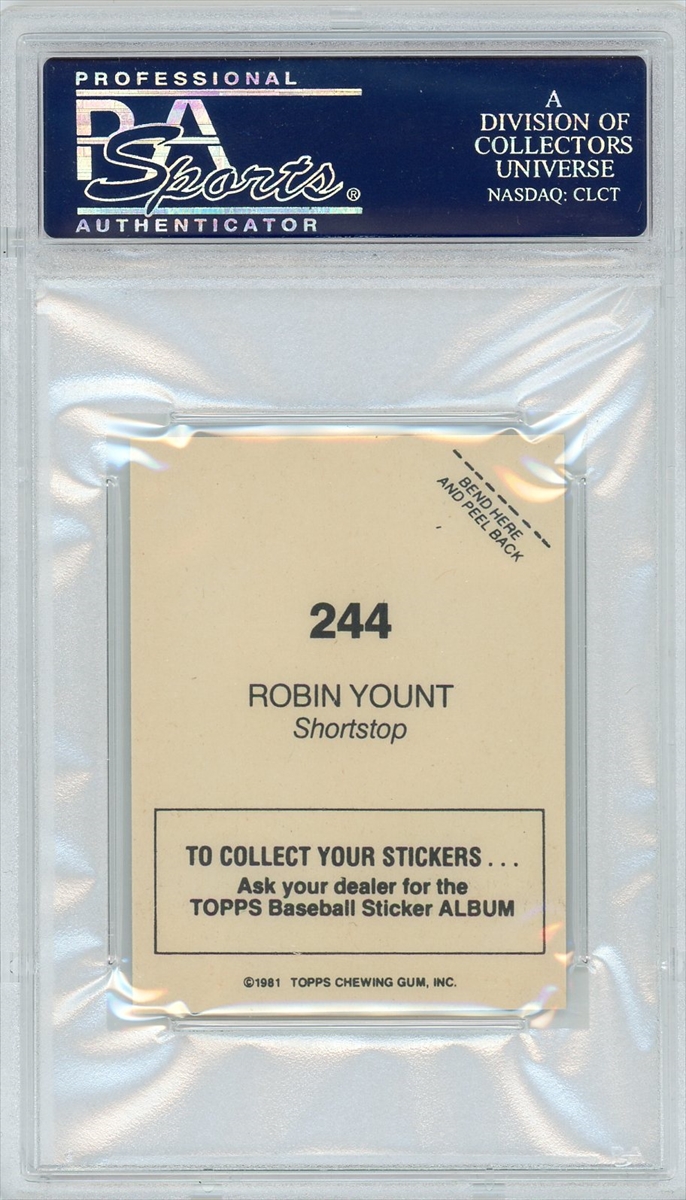 PROFESSIONAL
PSA
Sports®
AUTHENTICATOR
A
DIVISION OF
COLLECTORS
UNIVERSE
NASDAQ: CLCT
BEND HERE
AND PEEL BACK
244
ROBIN YOUNT
Shortstop
TO COLLECT YOUR STICKERS...
Ask your dealer for the
TOPPS Baseball Sticker ALBUM
©1981 TOPPS CHEWING GUM, INC.